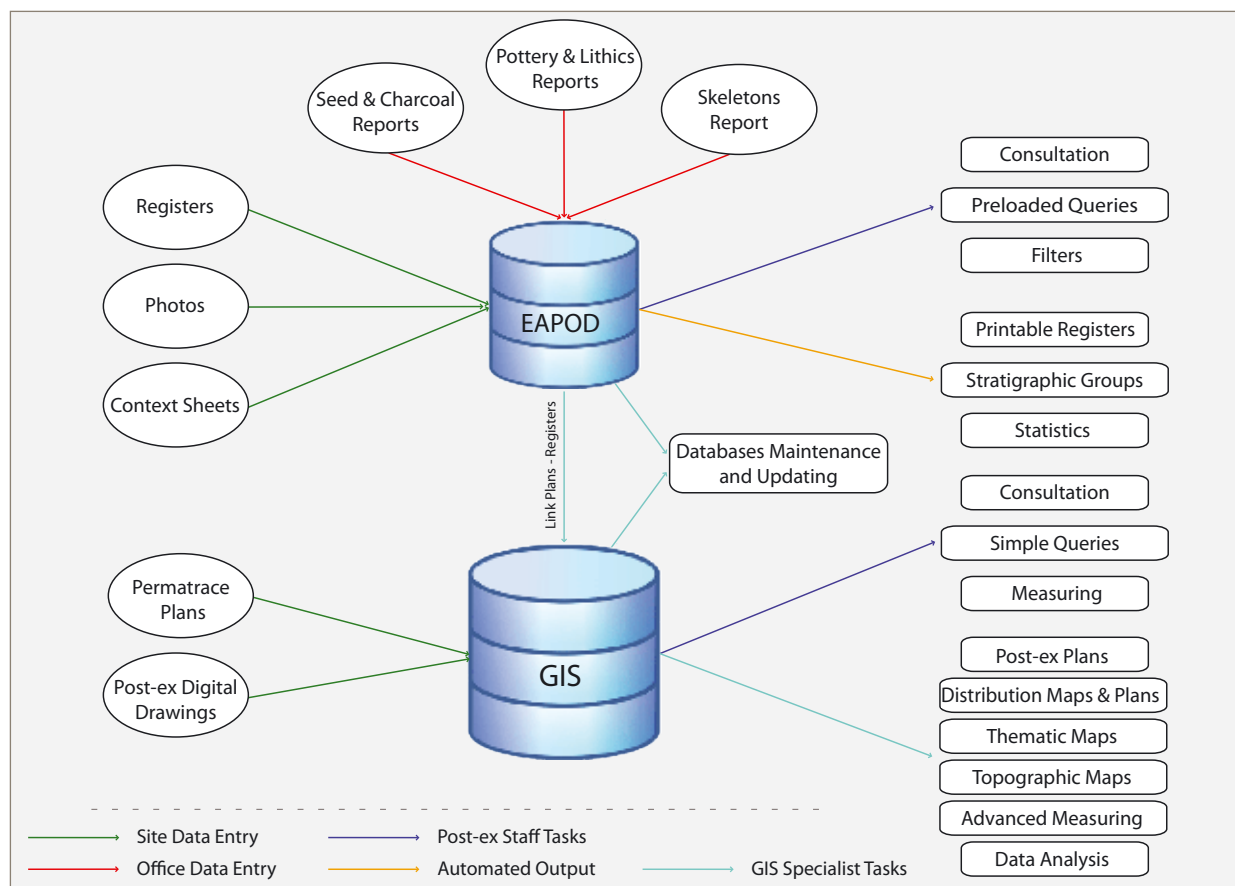 Pottery & Lithics
Reports
Seed & Charcoal
Reports
Skeletons
Report
Registers
Photos
Context Sheets
EAPOD
Consultation
Preloaded Queries
Filters
Printable Registers
Stratigraphic Groups
Statistics
Link Plans - Registers
Databases Maintenance
and Updating
Permatrace
Plans
Post-ex Digital
Drawings
GIS
Consultation
Simple Queries
Measuring
Post-ex Plans
Distribution Maps & Plans
Thematic Maps
Topographic Maps
Advanced Measuring
Data Analysis
Site Data Entry
Post-ex Staff Tasks
Office Data Entry
Automated Output
GIS Specialist Tasks